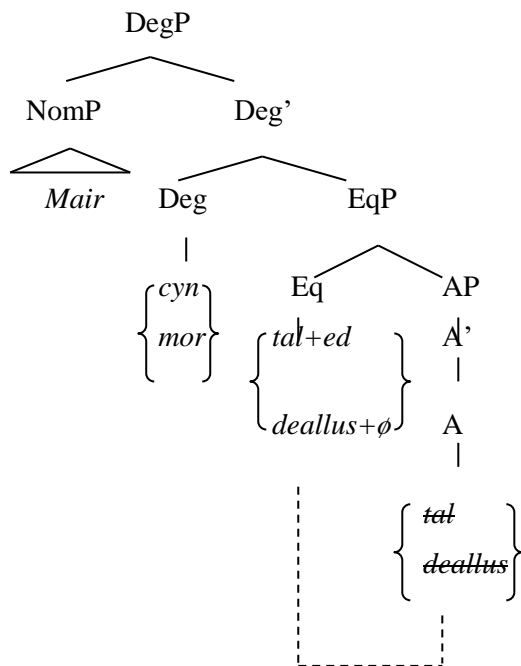 DegP
NomP Deg’
Mair Deg EqP
cyn Eq AP
mor tal+ed A’
deallus+ϕ A
tal
deallus